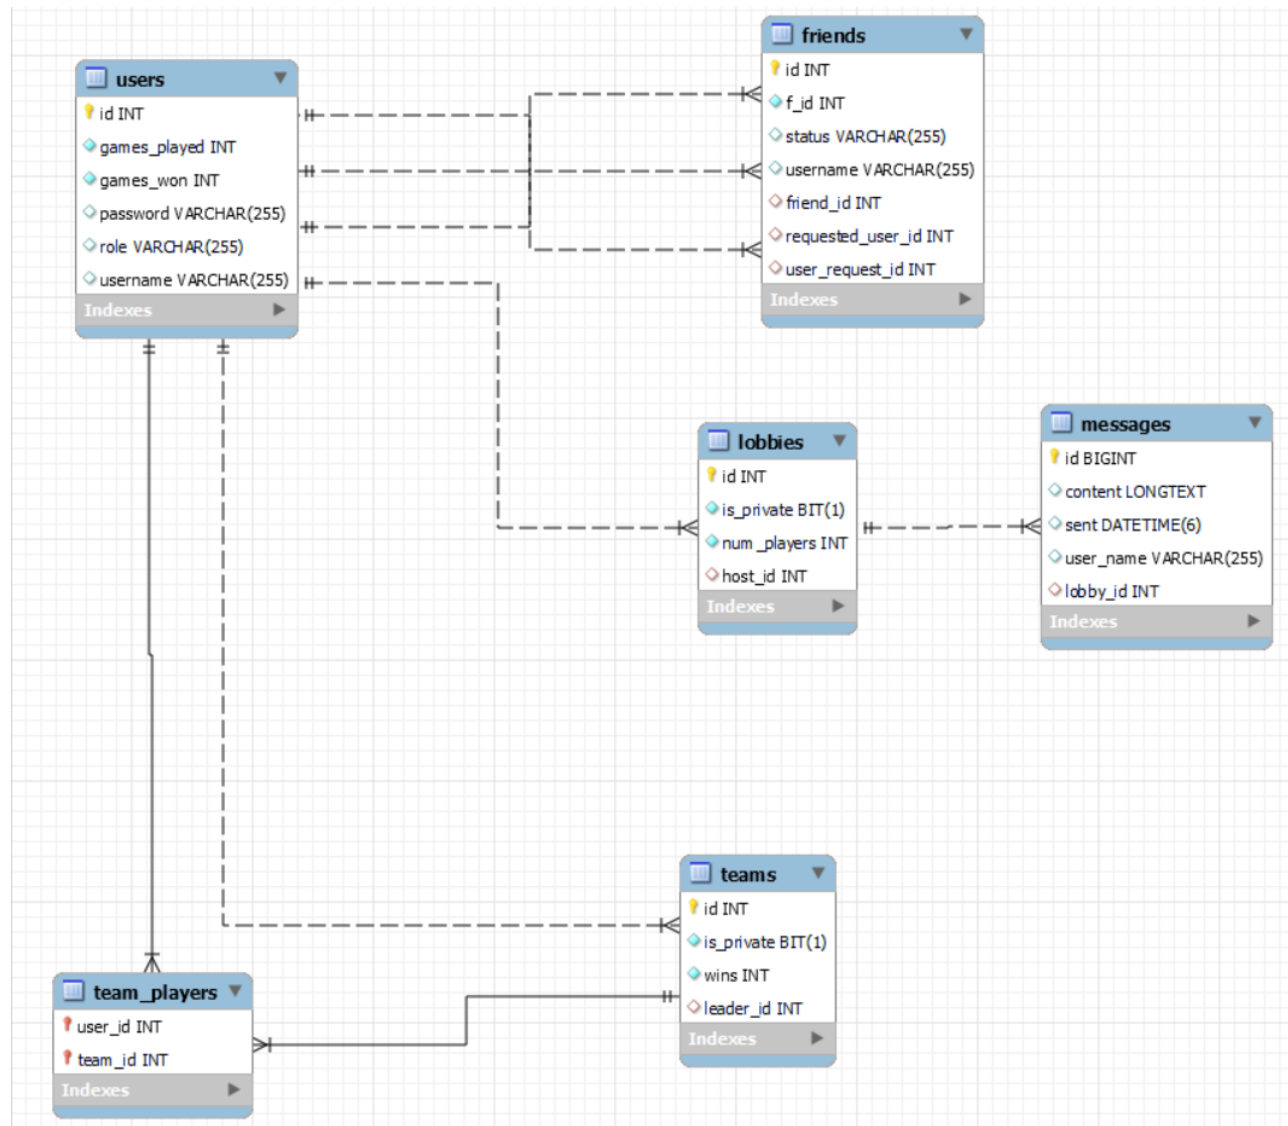 users
id INT
games_played INT
games_won INT
password VARCHAR(255)
role VARCHAR(255)
username VARCHAR(255)
Indexes
friends
id INT
f_id INT
status VARCHAR(255)
username VARCHAR(255)
friend_id INT
requested_user_id INT
user_request_id INT
Indexes
lobbies
id INT
is_private BIT(1)
num_players INT
host_id INT
Indexes
messages
id BIGINT
content LONGTEXT
sent DATETIME(6)
user_name VARCHAR(255)
lobby_id INT
Indexes
teams
id INT
is_private BIT(1)
wins INT
leader_id INT
Indexes
team_players
user_id INT
team_id INT
Indexes